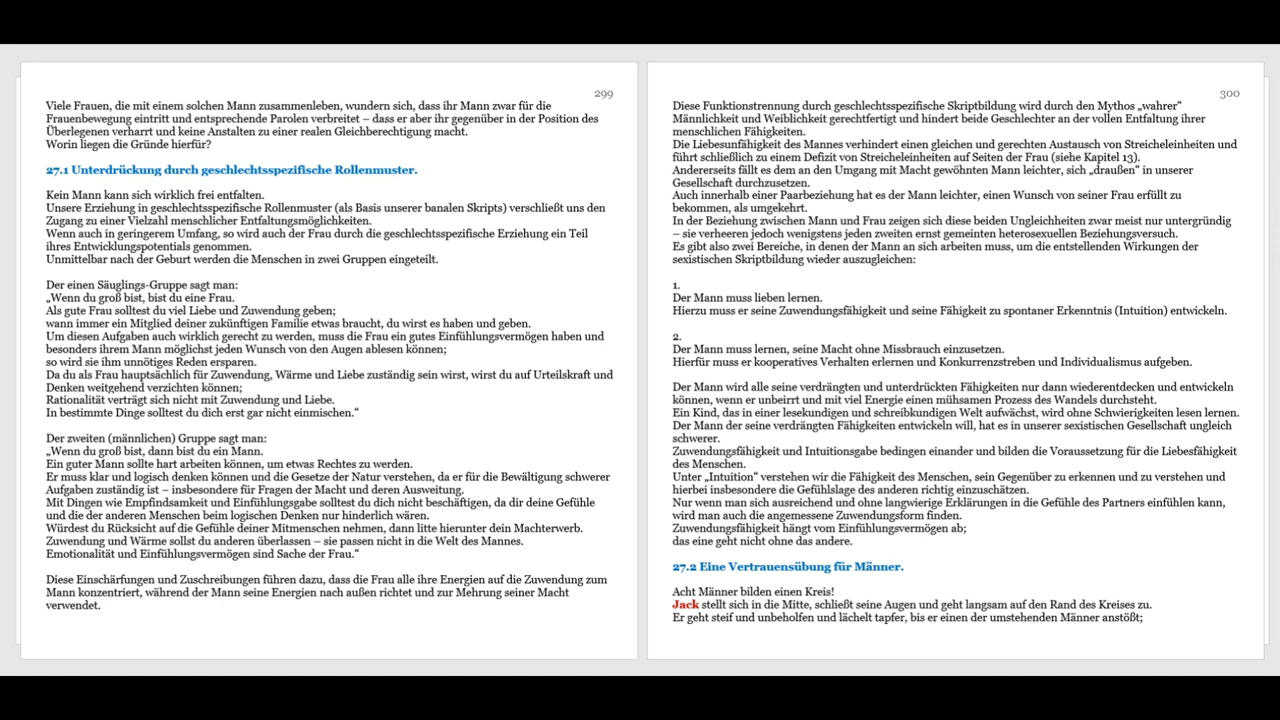 299
Viele Frauen, die mit einem solchen Mann zusammenleben, wundern sich, dass ihr Mann zwar für die
Frauenbewegung eintritt und entsprechende Parolen verbreitet – dass er aber ihr gegenüber in der Position des
Überlegenen verharrt und keine Anstalten zu einer realen Gleichberechtigung macht.
Worin liegen die Gründe hierfür?
27.1 Unterdrückung durch geschlechtsspezifische Rollenmuster.
Kein Mann kann sich wirklich frei entfalten.
Unsere Erziehung in geschlechtsspezifische Rollenmuster (als Basis unserer banalen Skripts) verschließt uns den
Zugang zu einer Vielzahl menschlicher Entfaltungsmöglichkeiten.
Wenn auch in geringerem Umfang, so wird auch der Frau durch die geschlechtsspezifische Erziehung ein Teil
ihres Entwicklungspotentials genommen.
Unmittelbar nach der Geburt werden die Menschen in zwei Gruppen eingeteilt.
Der einen Säuglings-Gruppe sagt man:
„Wenn du groß bist, bist du eine Frau.
Als gute Frau solltest du viel Liebe und Zuwendung geben;
wann immer ein Mitglied deiner zukünftigen Familie etwas braucht, du wirst es haben und geben.
Um diesen Aufgaben auch wirklich gerecht zu werden, muss die Frau ein gutes Einfühlungsvermögen haben und
besonders ihrem Mann möglichst jeden Wunsch von den Augen ablesen können;
so wird sie ihm unnötiges Reden ersparen.
Da du als Frau hauptsächlich für Zuwendung, Wärme und Liebe zuständig sein wirst, wirst du auf Urteilskraft und
Denken weitgehend verzichten können;
Rationalität verträgt sich nicht mit Zuwendung und Liebe.
In bestimmte Dinge solltest du dich erst gar nicht einmischen.“
Der zweiten (männlichen) Gruppe sagt man:
„Wenn du groß bist, dann bist du ein Mann.
Ein guter Mann sollte hart arbeiten können, um etwas Rechtes zu werden.
Er muss klar und logisch denken können und die Gesetze der Natur verstehen, da er für die Bewältigung schwerer
Aufgaben zuständig ist – insbesondere für Fragen der Macht und deren Ausweitung.
Mit Dingen wie Empfindsamkeit und Einfühlungsgabe solltest du dich nicht beschäftigen, da dir deine Gefühle
und die der anderen Menschen beim logischen Denken nur hinderlich wären.
Würdest du Rücksicht auf die Gefühle deiner Mitmenschen nehmen, dann litte hierunter dein Machterwerb.
Zuwendung und Wärme sollst du anderen überlassen – sie passen nicht in die Welt des Mannes.
Emotionalität und Einfühlungsvermögen sind Sache der Frau.“
Diese Einschärfungen und Zuschreibungen führen dazu, dass die Frau alle ihre Energien auf die Zuwendung zum
Mann konzentriert, während der Mann seine Energien nach außen richtet und zur Mehrung seiner Macht
verwendet.
300
Diese Funktionstrennung durch geschlechtsspezifische Skriptbildung wird durch den Mythos „wahrer“
Männlichkeit und Weiblichkeit gerechtfertigt und hindert beide Geschlechter an der vollen Entfaltung ihrer
menschlichen Fähigkeiten.
Die Liebesunfähigkeit des Mannes verhindert einen gleichen und gerechten Austausch von Streicheleinheiten und
führt schließlich zu einem Defizit von Streicheleinheiten auf Seiten der Frau (siehe Kapitel 13).
Andererseits fällt es dem an den Umgang mit Macht gewöhnten Mann leichter, sich „draußen“ in unserer
Gesellschaft durchzusetzen.
Auch innerhalb einer Paarbeziehung hat es der Mann leichter, einen Wunsch von seiner Frau erfüllt zu
bekommen, als umgekehrt.
In der Beziehung zwischen Mann und Frau zeigen sich diese beiden Ungleichheiten zwar meist nur untergründig
– sie verheeren jedoch wenigstens jeden zweiten ernst gemeinten heterosexuellen Beziehungsversuch.
Es gibt also zwei Bereiche, in denen der Mann an sich arbeiten muss, um die entstellenden Wirkungen der
sexistischen Skriptbildung wieder auszugleichen:
1.
Der Mann muss lieben lernen.
Hierzu muss er seine Zuwendungsfähigkeit und seine Fähigkeit zu spontaner Erkenntnis (Intuition) entwickeln.
2.
Der Mann muss lernen, seine Macht ohne Missbrauch einzusetzen.
Hierfür muss er kooperatives Verhalten erlernen und Konkurrenzstreben und Individualismus aufgeben.
Der Mann wird alle seine verdrängten und unterdrückten Fähigkeiten nur dann wiederentdecken und entwickeln
können, wenn er unbeirrt und mit viel Energie einen mühsamen Prozess des Wandels durchsteht.
Ein Kind, das in einer lesekundigen und schreibkundigen Welt aufwächst, wird ohne Schwierigkeiten lesen lernen.
Der Mann der seine verdrängten Fähigkeiten entwickeln will, hat es in unserer sexistischen Gesellschaft ungleich
schwerer.
Zuwendungsfähigkeit und Intuitionsgabe bedingen einander und bilden die Voraussetzung für die Liebesfähigkeit
des Menschen.
Unter „Intuition“ verstehen wir die Fähigkeit des Menschen, sein Gegenüber zu erkennen und zu verstehen und
hierbei insbesondere die Gefühlslage des anderen richtig einzuschätzen.
Nur wenn man sich ausreichend und ohne langwierige Erklärungen in die Gefühle des Partners einfühlen kann,
wird man auch die angemessene Zuwendungsform finden.
Zuwendungsfähigkeit hängt vom Einfühlungsvermögen ab;
das eine geht nicht ohne das andere.
27.2 Eine Vertrauensübung für Männer.
Acht Männer bilden einen Kreis!
Jack stellt sich in die Mitte, schließt seine Augen und geht langsam auf den Rand des Kreises zu.
Er geht steif und unbeholfen und lächelt tapfer, bis er einen der umstehenden Männer anstößt;